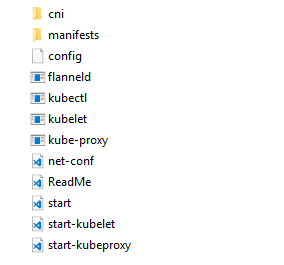 cni
manifests
config
flanneld
kubectl
kubelet
kube-proxy
net-conf
ReadMe
start
start-kubelet
start-kubeproxy